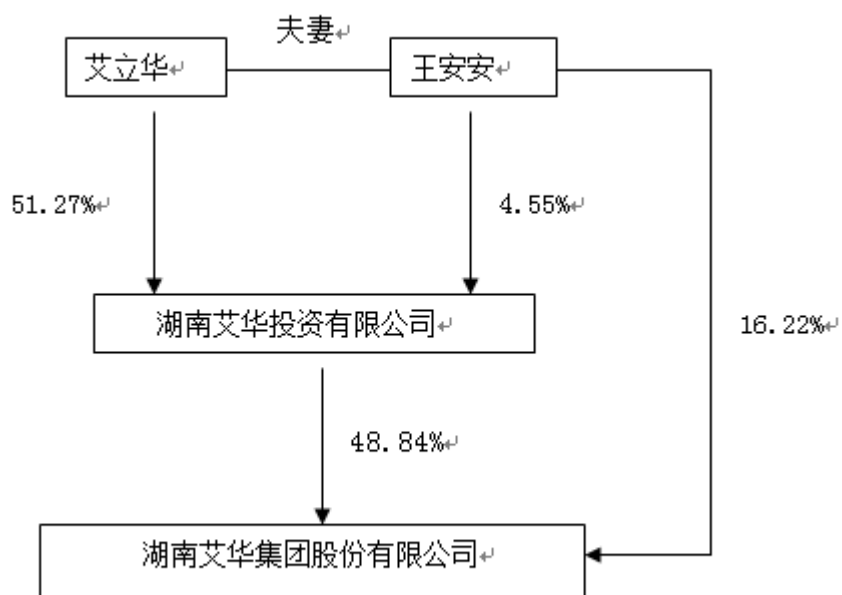 夫妻
艾立华
王安安
51.27%
4.55%
湖南艾华投资有限公司
16.22%
48.84%
湖南艾华集团股份有限公司